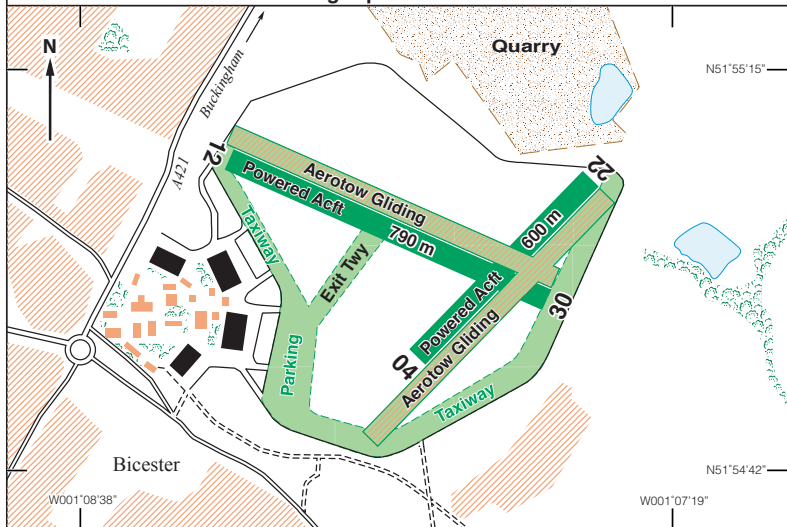 N
Buckingham
A421
Quarry
N51°55'15"
12
22
Aerotow Gliding
Powered Acft
790 m
600 m
Taxiway
Exit Twy
30
Powered Acft
Aerotow Gliding
04
Parking
Taxiway
Bicester
N51°54'42"
W001°08'38"
W001°07'19"